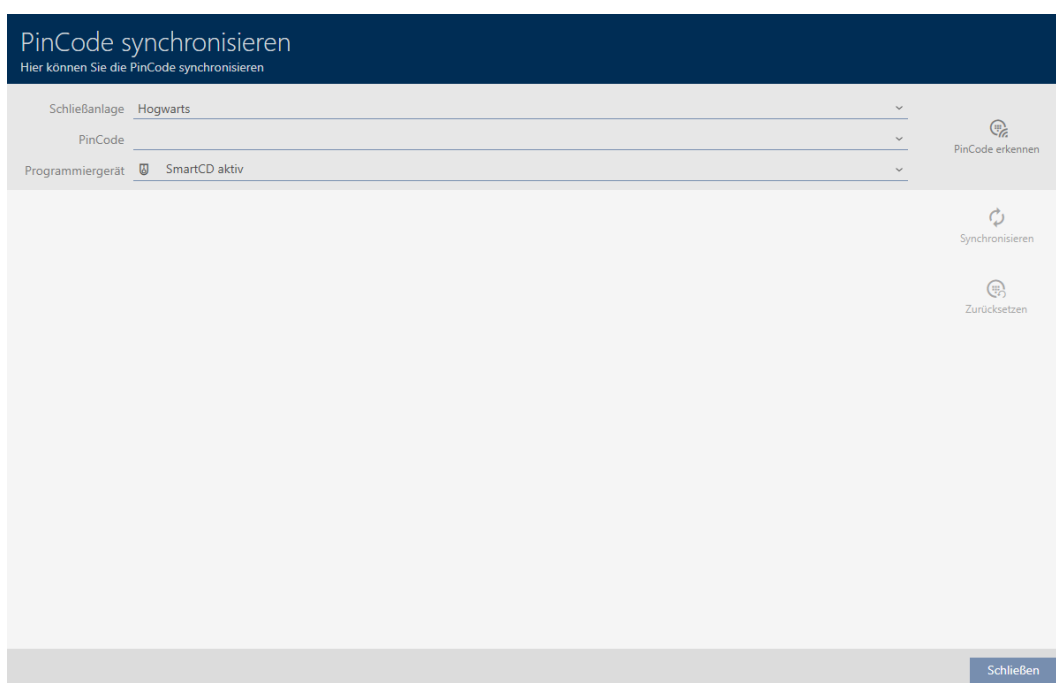 PinCode synchronisieren
Hier können Sie die PinCode synchronisieren
Schließanlage Hogwarts
PinCode
PinCode erkennen
Programmiergerät SmartCD aktiv
Synchronisieren
Zurücksetzen
Schließen